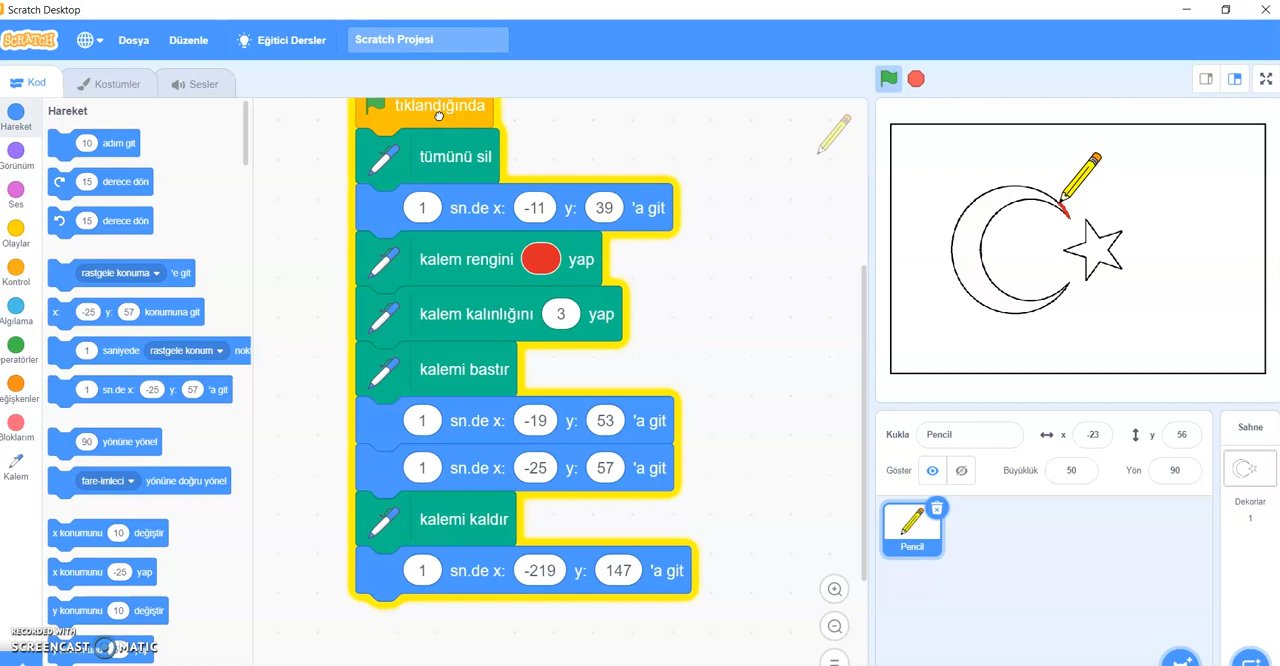 Scratch Desktop
SCRATCH
Dosya
Düzenle
Eğitici Dersler
Scratch Projesi
Kod
Kostümler
Sesler
Hareket
Görünüm
Ses
Olaylar
Kontrol
Algılama
Operatörler
Değişkenler
Bloklarım
Kalem
Hareket
10 adım git
15 derece dön
15 derece dön
rastgele konuma 'e git
x: -25 y: 57 konumuna git
1 saniyede rastgele konum
1 sn.de x: -25 y: 57 'a git
90 yönüne yönel
fare-imleci yönüne doğru yönel
x konumunu 10 değiştir
x konumunu -25 yap
y konumunu 10 değiştir
RECORDED WITH
SCREENCAST MATIC
tıklandığında
tümünü sil
1 sn.de x: -11 y: 39 'a git
kalem rengini yap
kalem kalınlığını 3 yap
kalemi bastır
1 sn.de x: -19 y: 53 'a git
1 sn.de x: -25 y: 57 'a git
kalemi kaldır
1 sn.de x: -219 y: 147 'a git
Kukla Pencil x -23 y 56
Göster Büyüklük 50 Yön 90
Pencil
Sahne
Dekorlar
1